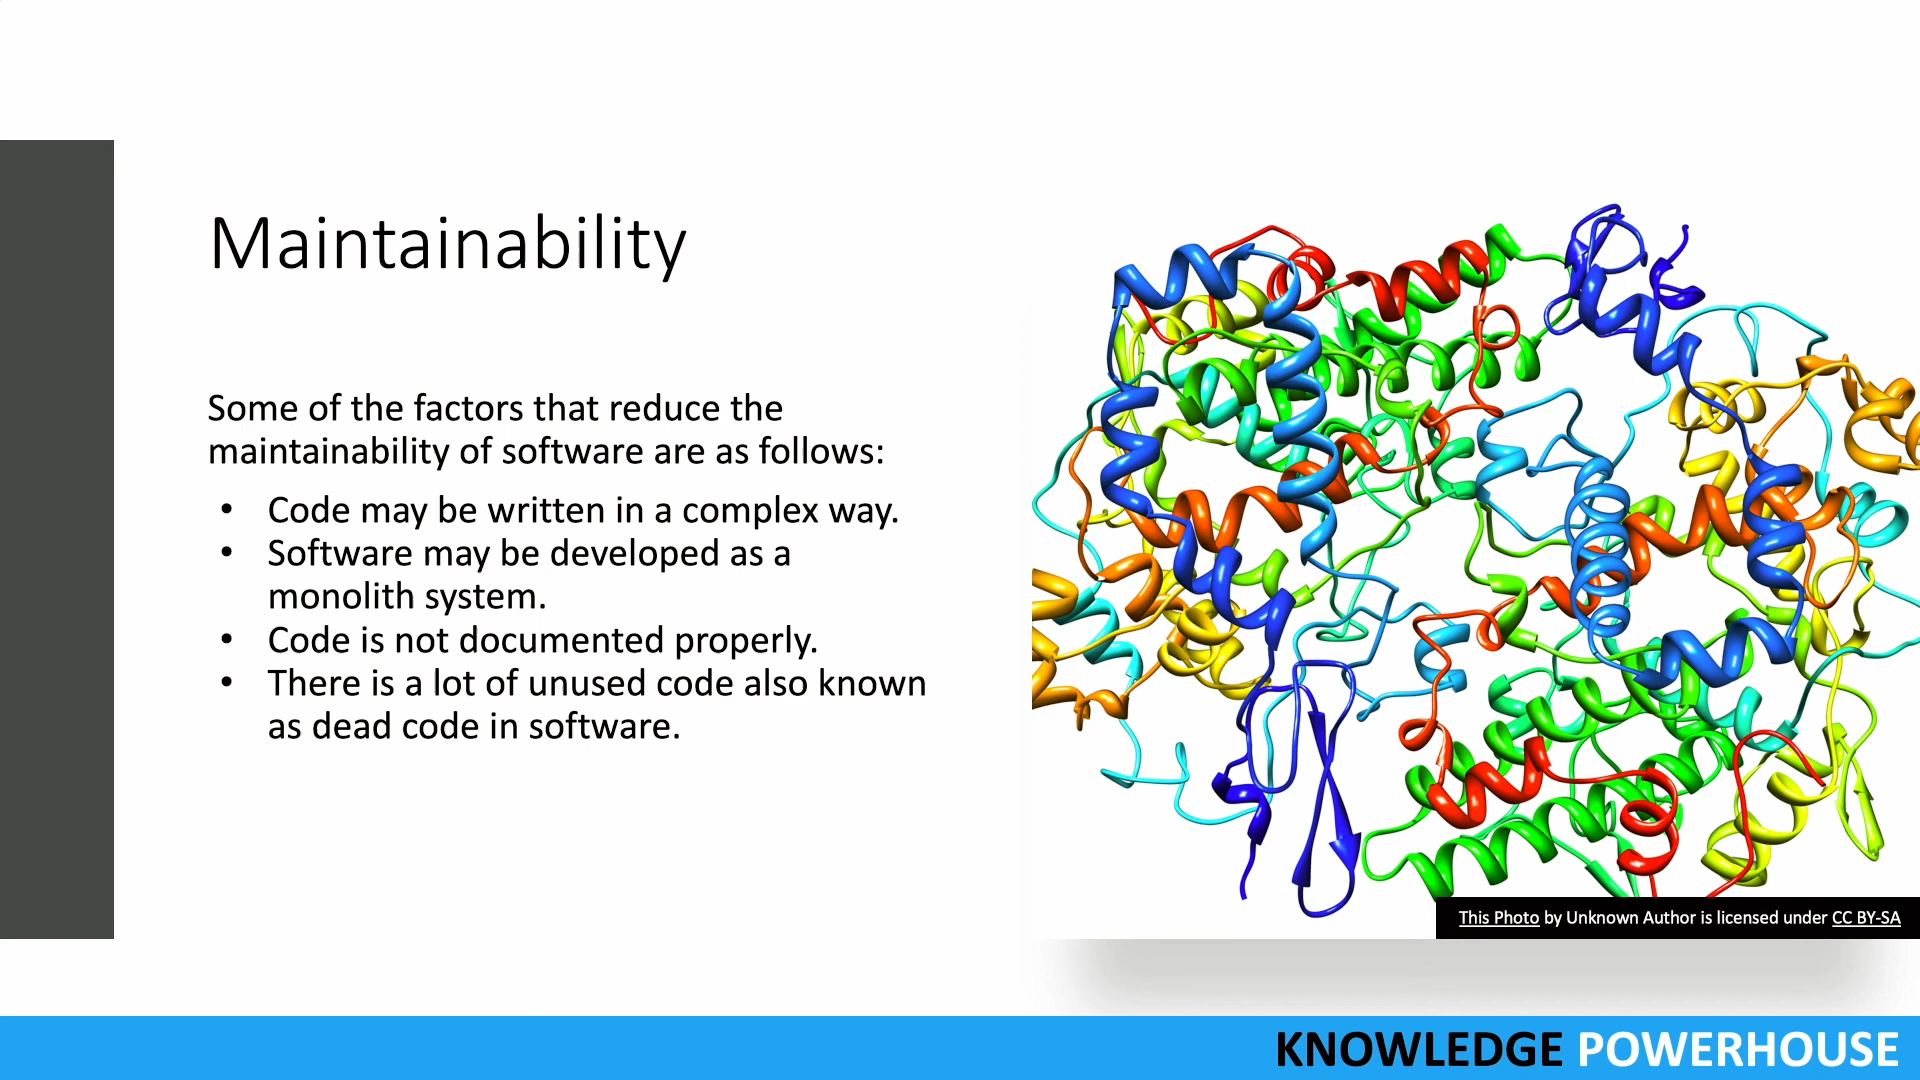 Maintainability
Some of the factors that reduce the
maintainability of software are as follows:
• Code may be written in a complex way.
• Software may be developed as a
monolith system.
• Code is not documented properly.
• There is a lot of unused code also known
as dead code in software.
This Photo by Unknown Author is licensed under CC BY-SA
KNOWLEDGE POWERHOUSE